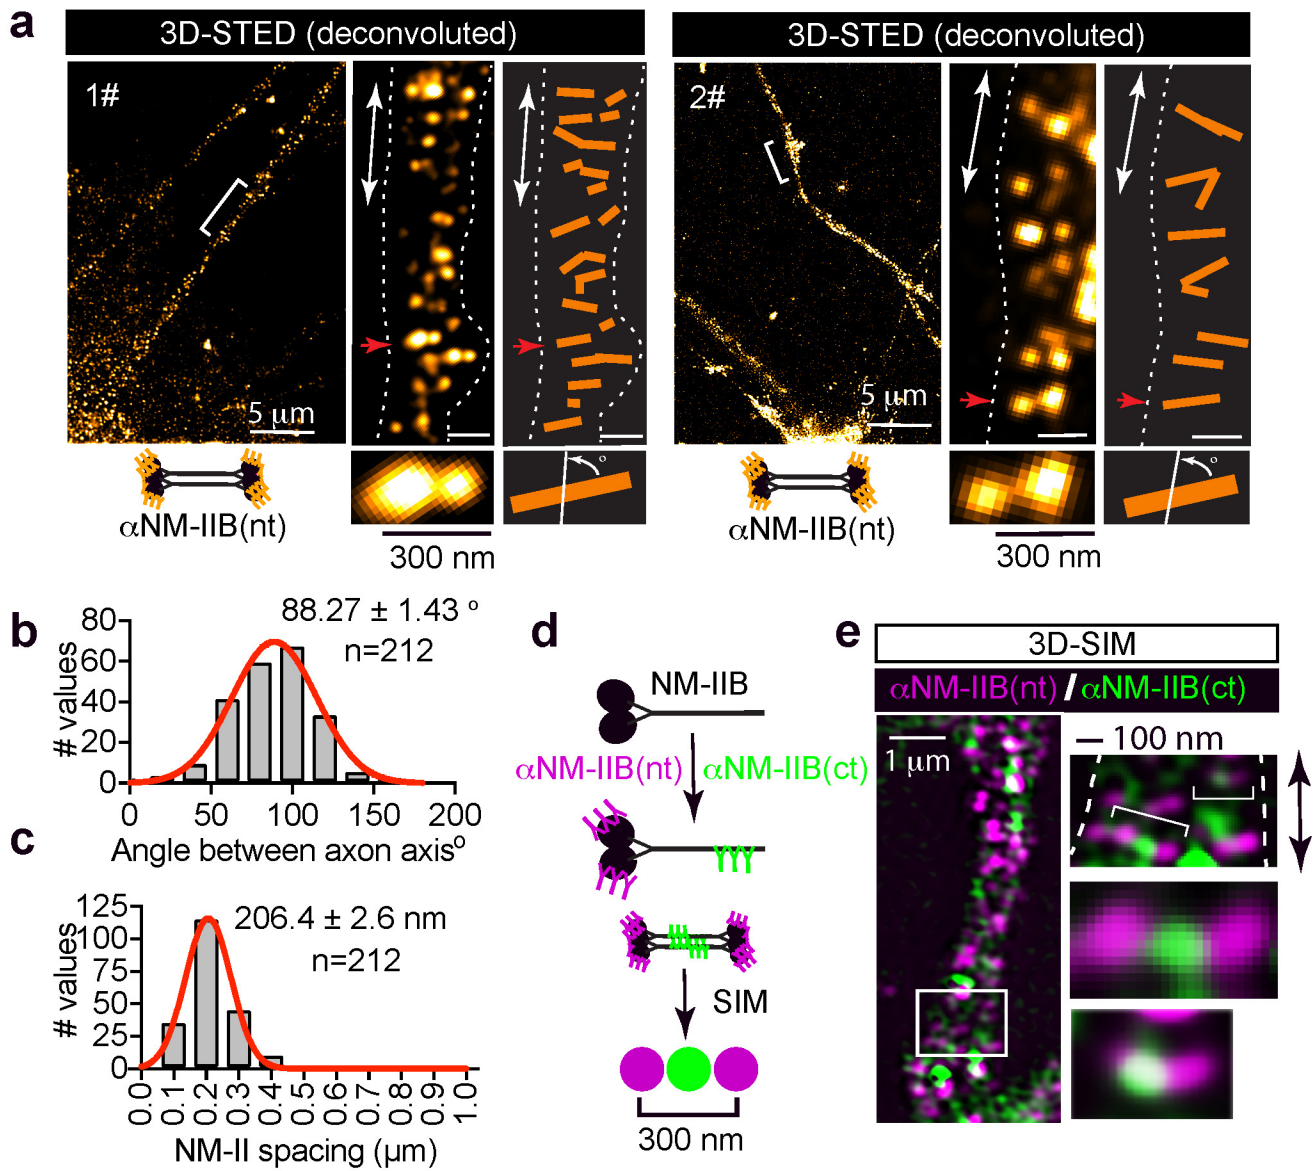 a
3D-STED (deconvoluted)
3D-STED (deconvoluted)
1#
5 μm
2#
5 μm
αNM-IIB(nt)
300 nm
o
αNM-IIB(nt)
300 nm
o
b
88.27 ± 1.43 º
n=212
# values
80
60
40
20
0
0 50 100 150 200
Angle between axon axisº
c
206.4 ± 2.6 nm
n=212
# values
125
100
75
50
25
0
0.0 0.1 0.2 0.3 0.4 0.5 0.6 0.7 0.8 0.9 1.0
NM-II spacing (μm)
d
NM-IIB
αNM-IIB(nt) αNM-IIB(ct)
SIM
300 nm
e
3D-SIM
αNM-IIB(nt) / αNM-IIB(ct)
1 μm
100 nm